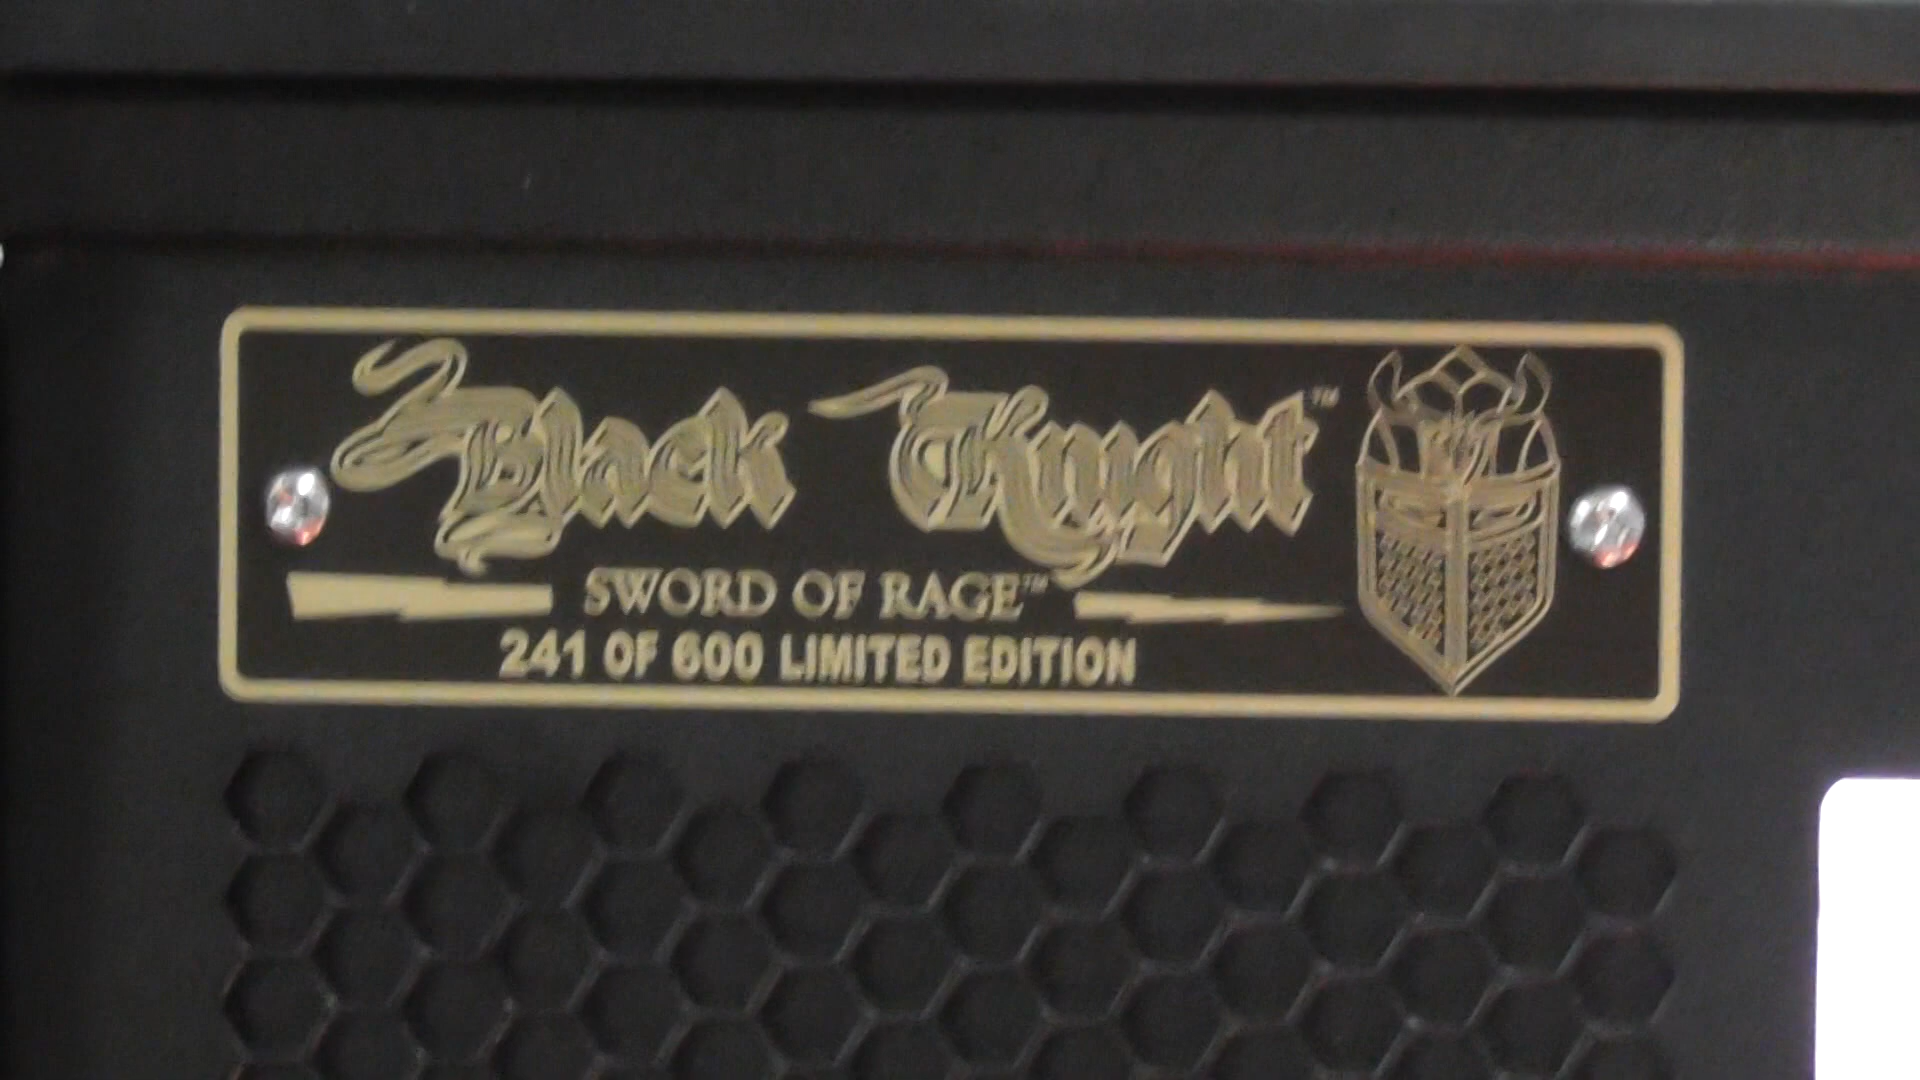 Black Knight™
SWORD OF RAGE™
241 OF 600 LIMITED EDITION